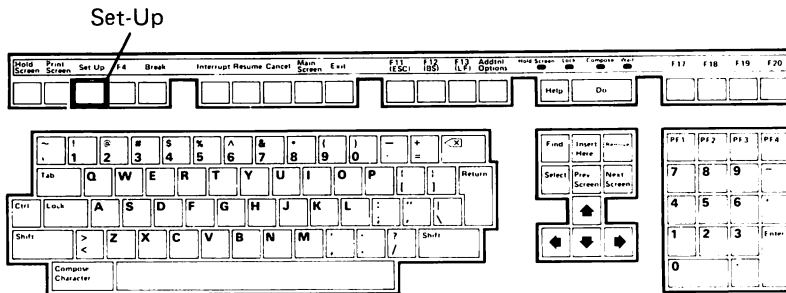 Set-Up
Hold Screen Print Screen Set Up F4 Break Interrupt Resume Cancel Main Screen Exit F11 (ESC) F12 (BS) F13 (LF) Addtnl Options Hold Screen Lock Compose Wait F17 F18 F19 F20
Help Do
~ ! @ # $ % ^ & * ( ) — +
1 2 3 4 5 6 7 8 9 0 - =
Find Insert Here Remove PF1 PF2 PF3 PF4
Tab Q W E R T Y U I O P { [ } ] Return
Select Prev Screen Next Screen 7 8 9 –
Ctrl Lock A S D F G H J K L : ; " ' | \
4 5 6 ,
Shift > < Z X C V B N M , . ? / Shift
1 2 3 Enter
Compose Character
0 .